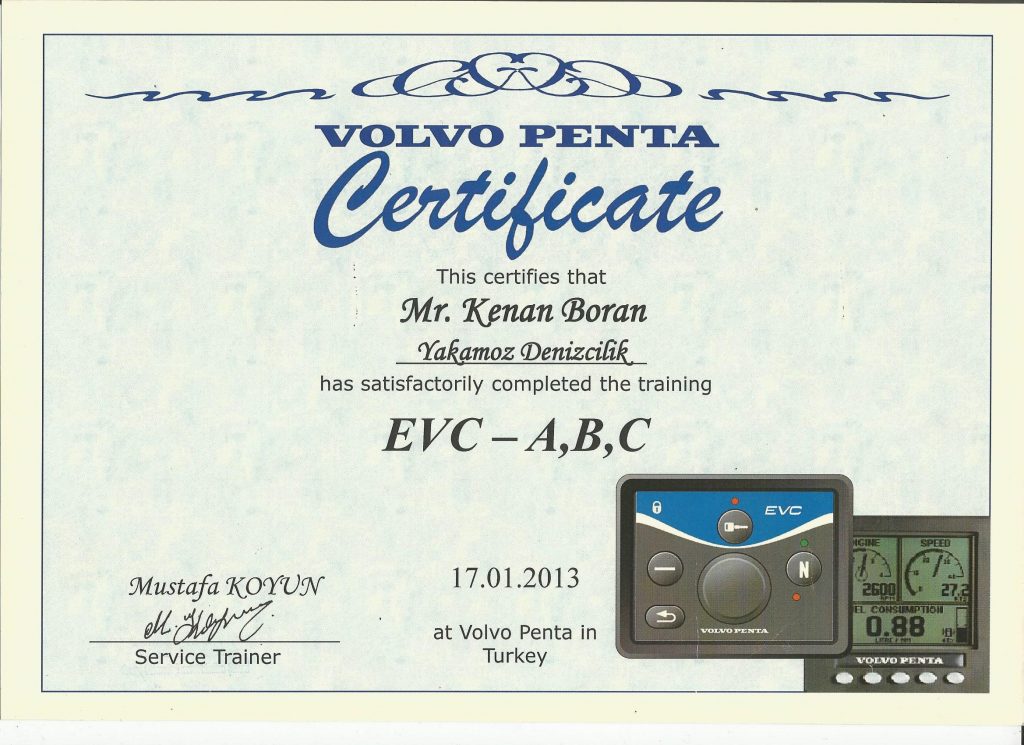 VOLVO PENTA
Certificate
This certifies that
Mr. Kenan Boran
Yakamoz Denizcilik
has satisfactorily completed the training
EVC – A,B,C
Mustafa KOYUN
Service Trainer
17.01.2013
at Volvo Penta in
Turkey
EVC
N
VOLVO PENTA
SPEED
2600
27.2
EL CONSUMPTION
0.88
VOLVO PENTA